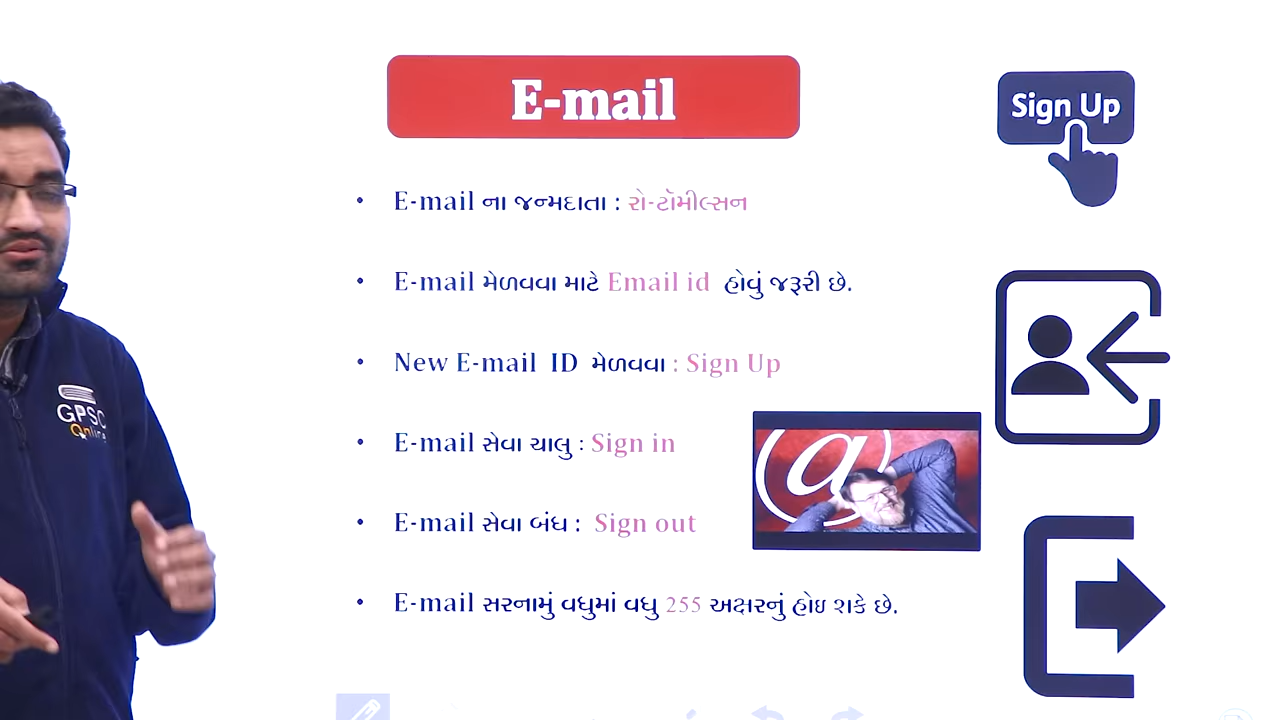 E-mail
Sign Up
• E-mail ના જન્મદાતા : રો-ટૉમીલ્સન
• E-mail મેળવવા માટે Email id હોવું જરૂરી છે.
• New E-mail ID મેળવવા : Sign Up
• E-mail સેવા ચાલુ : Sign in
• E-mail સેવા બંધ : Sign out
• E-mail સરનામું વધુમાં વધુ 255 અક્ષરનું હોઇ શકે છે.
@
GPSC
Online